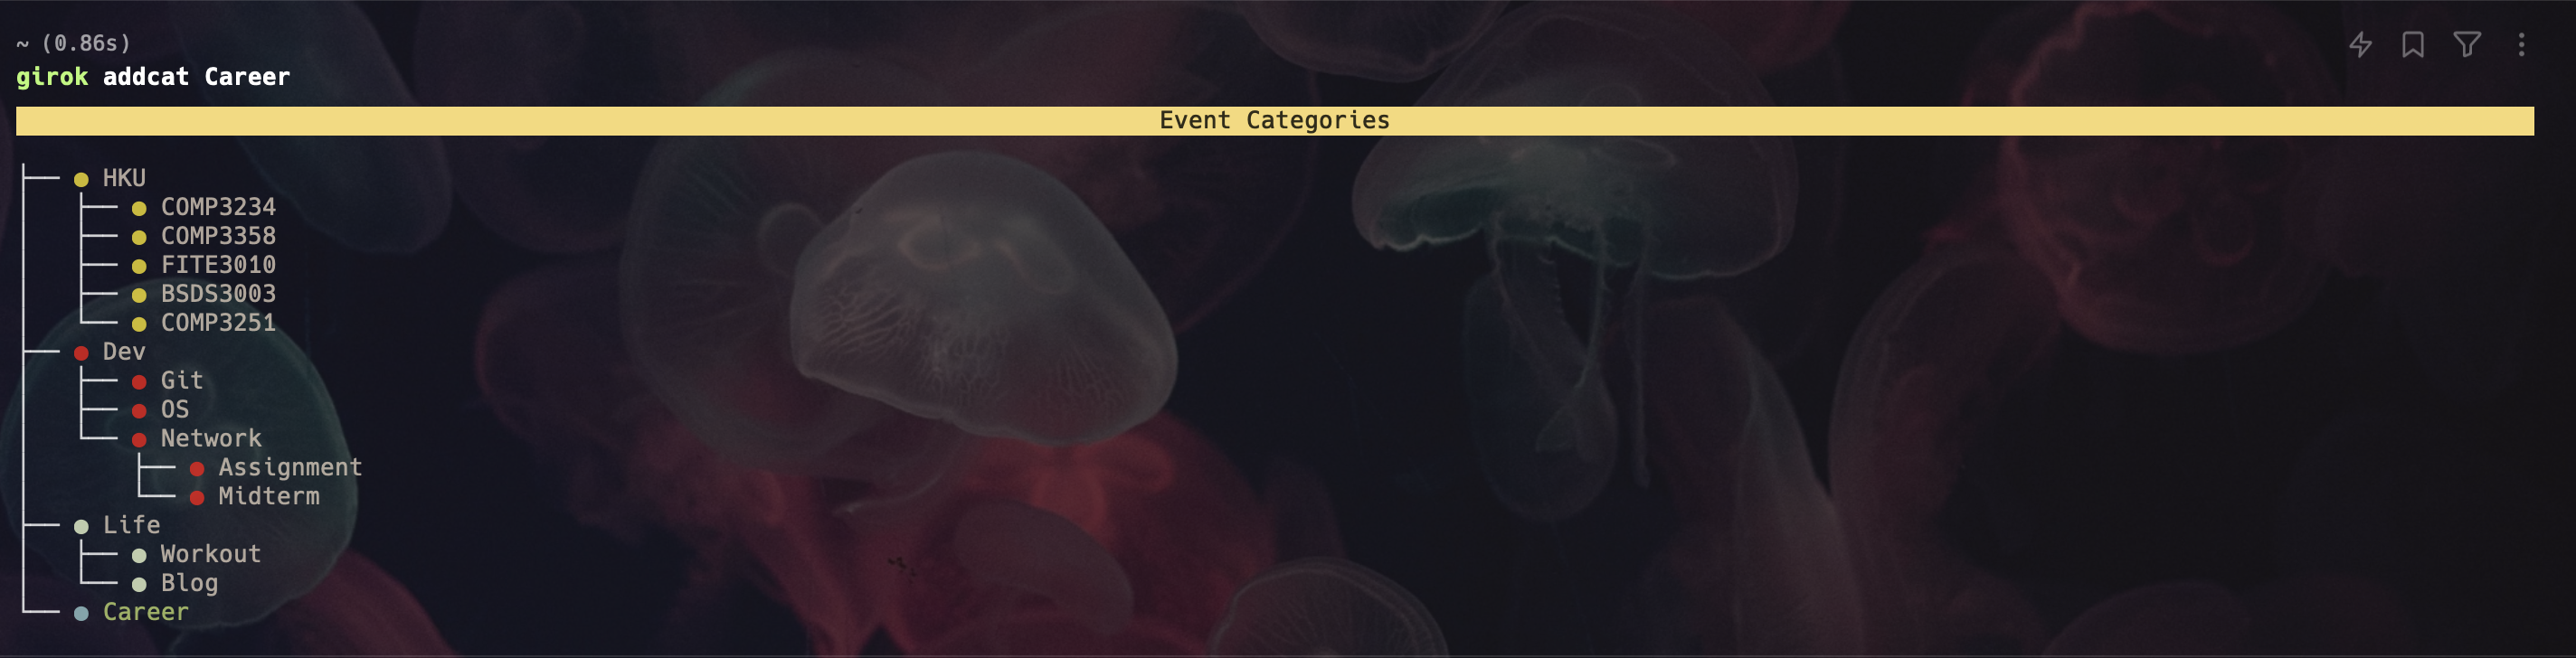 ~ (0.86s)
girok addcat Career
Event Categories
HKU
COMP3234
COMP3358
FITE3010
BSDS3003
COMP3251
Dev
Git
OS
Network
Assignment
Midterm
Life
Workout
Blog
Career